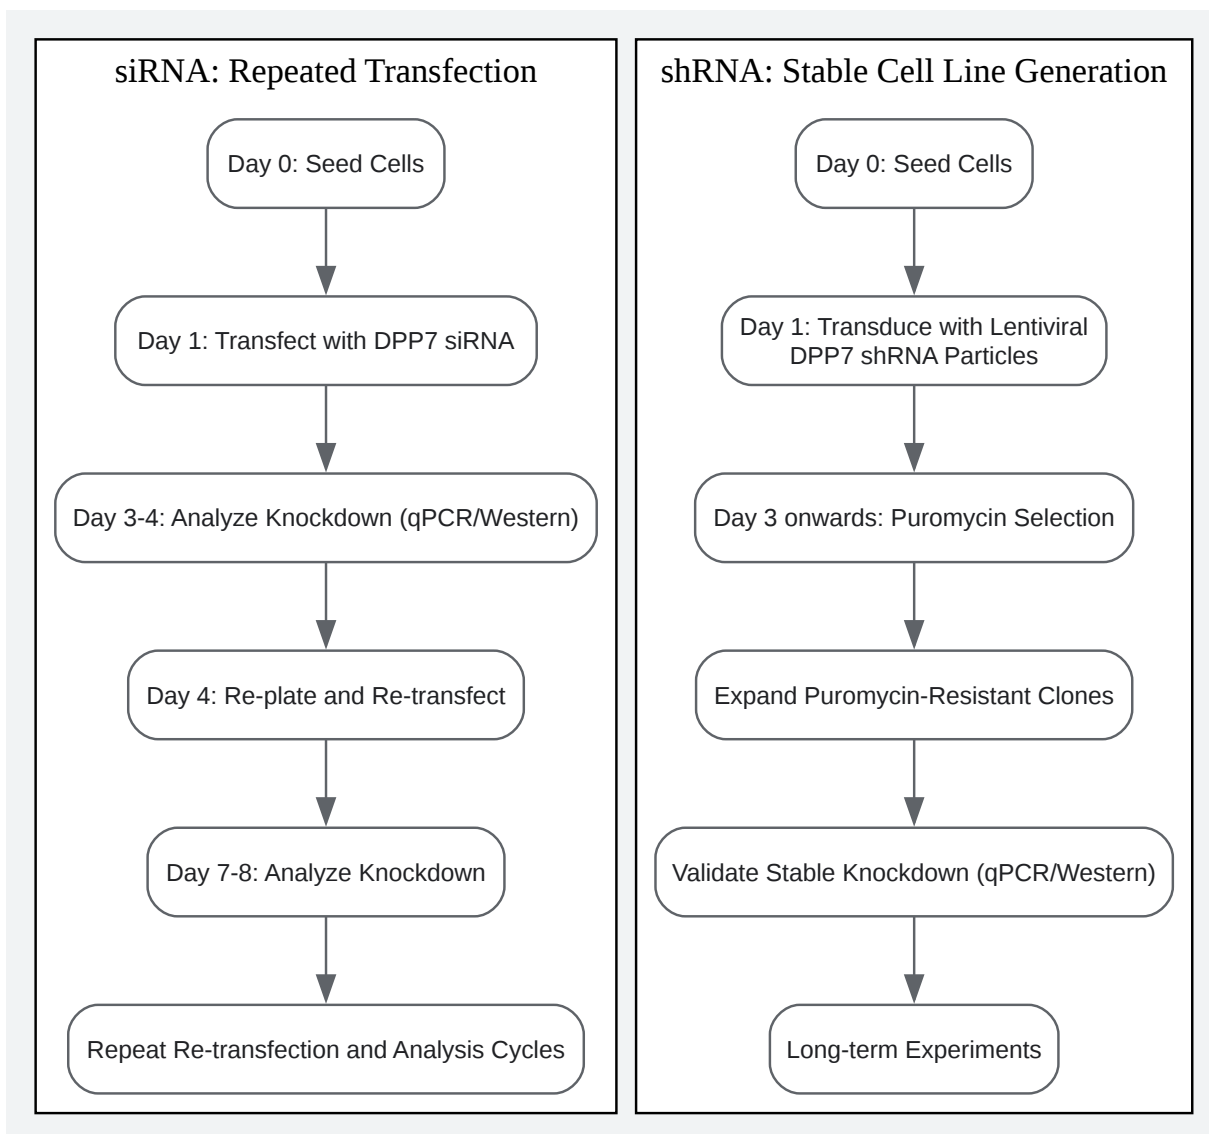 siRNA: Repeated Transfection
Day 0: Seed Cells
Day 1: Transfect with DPP7 siRNA
Day 3-4: Analyze Knockdown (qPCR/Western)
Day 4: Re-plate and Re-transfect
Day 7-8: Analyze Knockdown
Repeat Re-transfection and Analysis Cycles
shRNA: Stable Cell Line Generation
Day 0: Seed Cells
Day 1: Transduce with Lentiviral
DPP7 shRNA Particles
Day 3 onwards: Puromycin Selection
Expand Puromycin-Resistant Clones
Validate Stable Knockdown (qPCR/Western)
Long-term Experiments